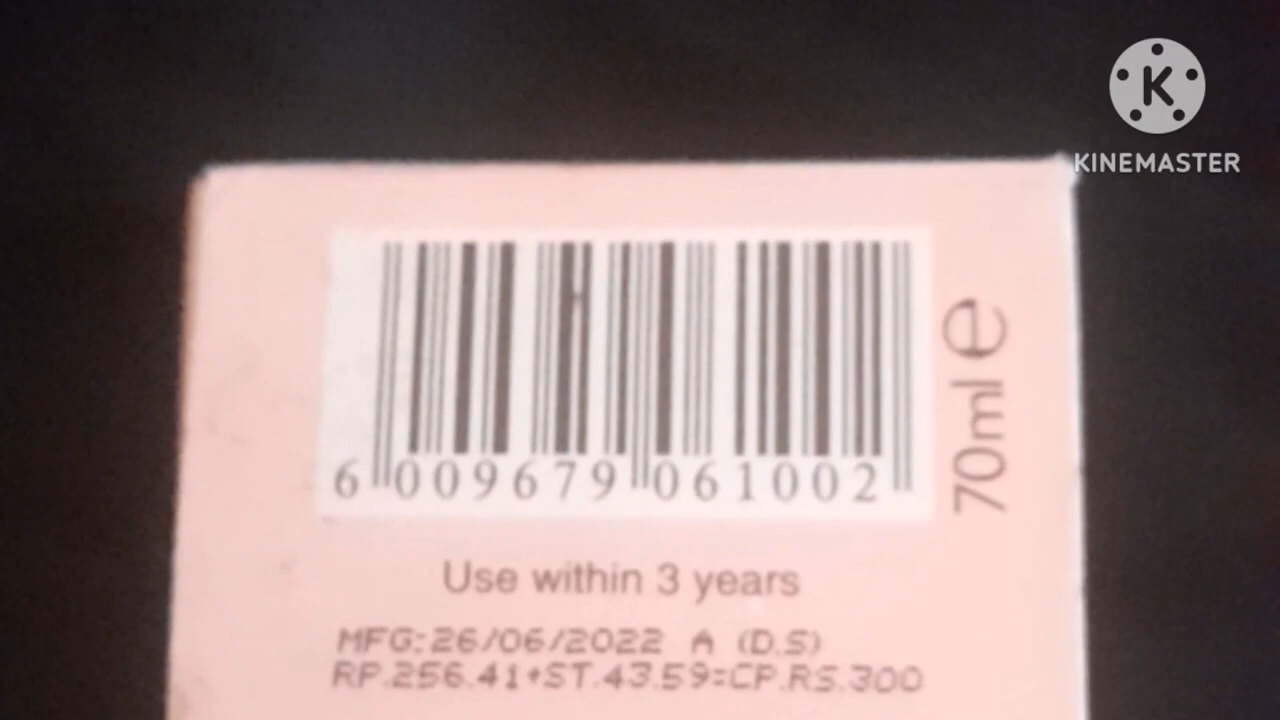 K
KINEMASTER
6 009679 061002
70ml e
Use within 3 years
MFG:26/06/2022 A (D.S)
RP.256.41+ST.43.59=CP.RS.300